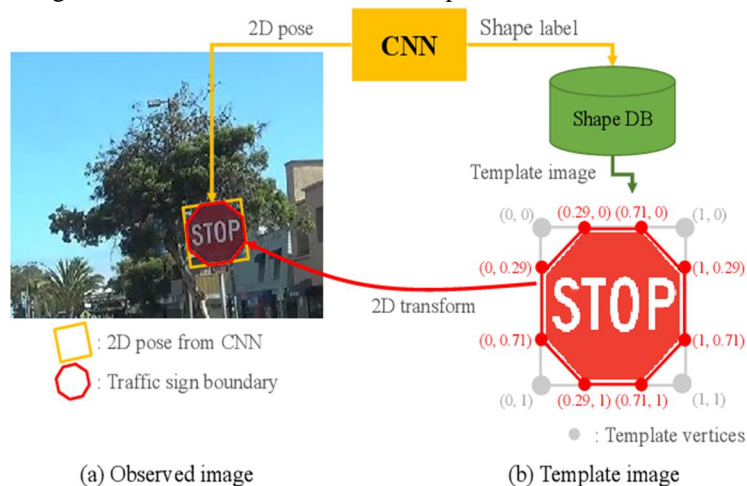 2D pose
CNN
Shape label
Shape DB
Template image
STOP
(0, 0)
(0.29, 0)
(0.71, 0)
(1, 0)
(0, 0.29)
(1, 0.29)
STOP
2D transform
(0, 0.71)
(1, 0.71)
(0, 1)
(0.29, 1)
(0.71, 1)
(1, 1)
: 2D pose from CNN
: Traffic sign boundary
: Template vertices
(a) Observed image
(b) Template image